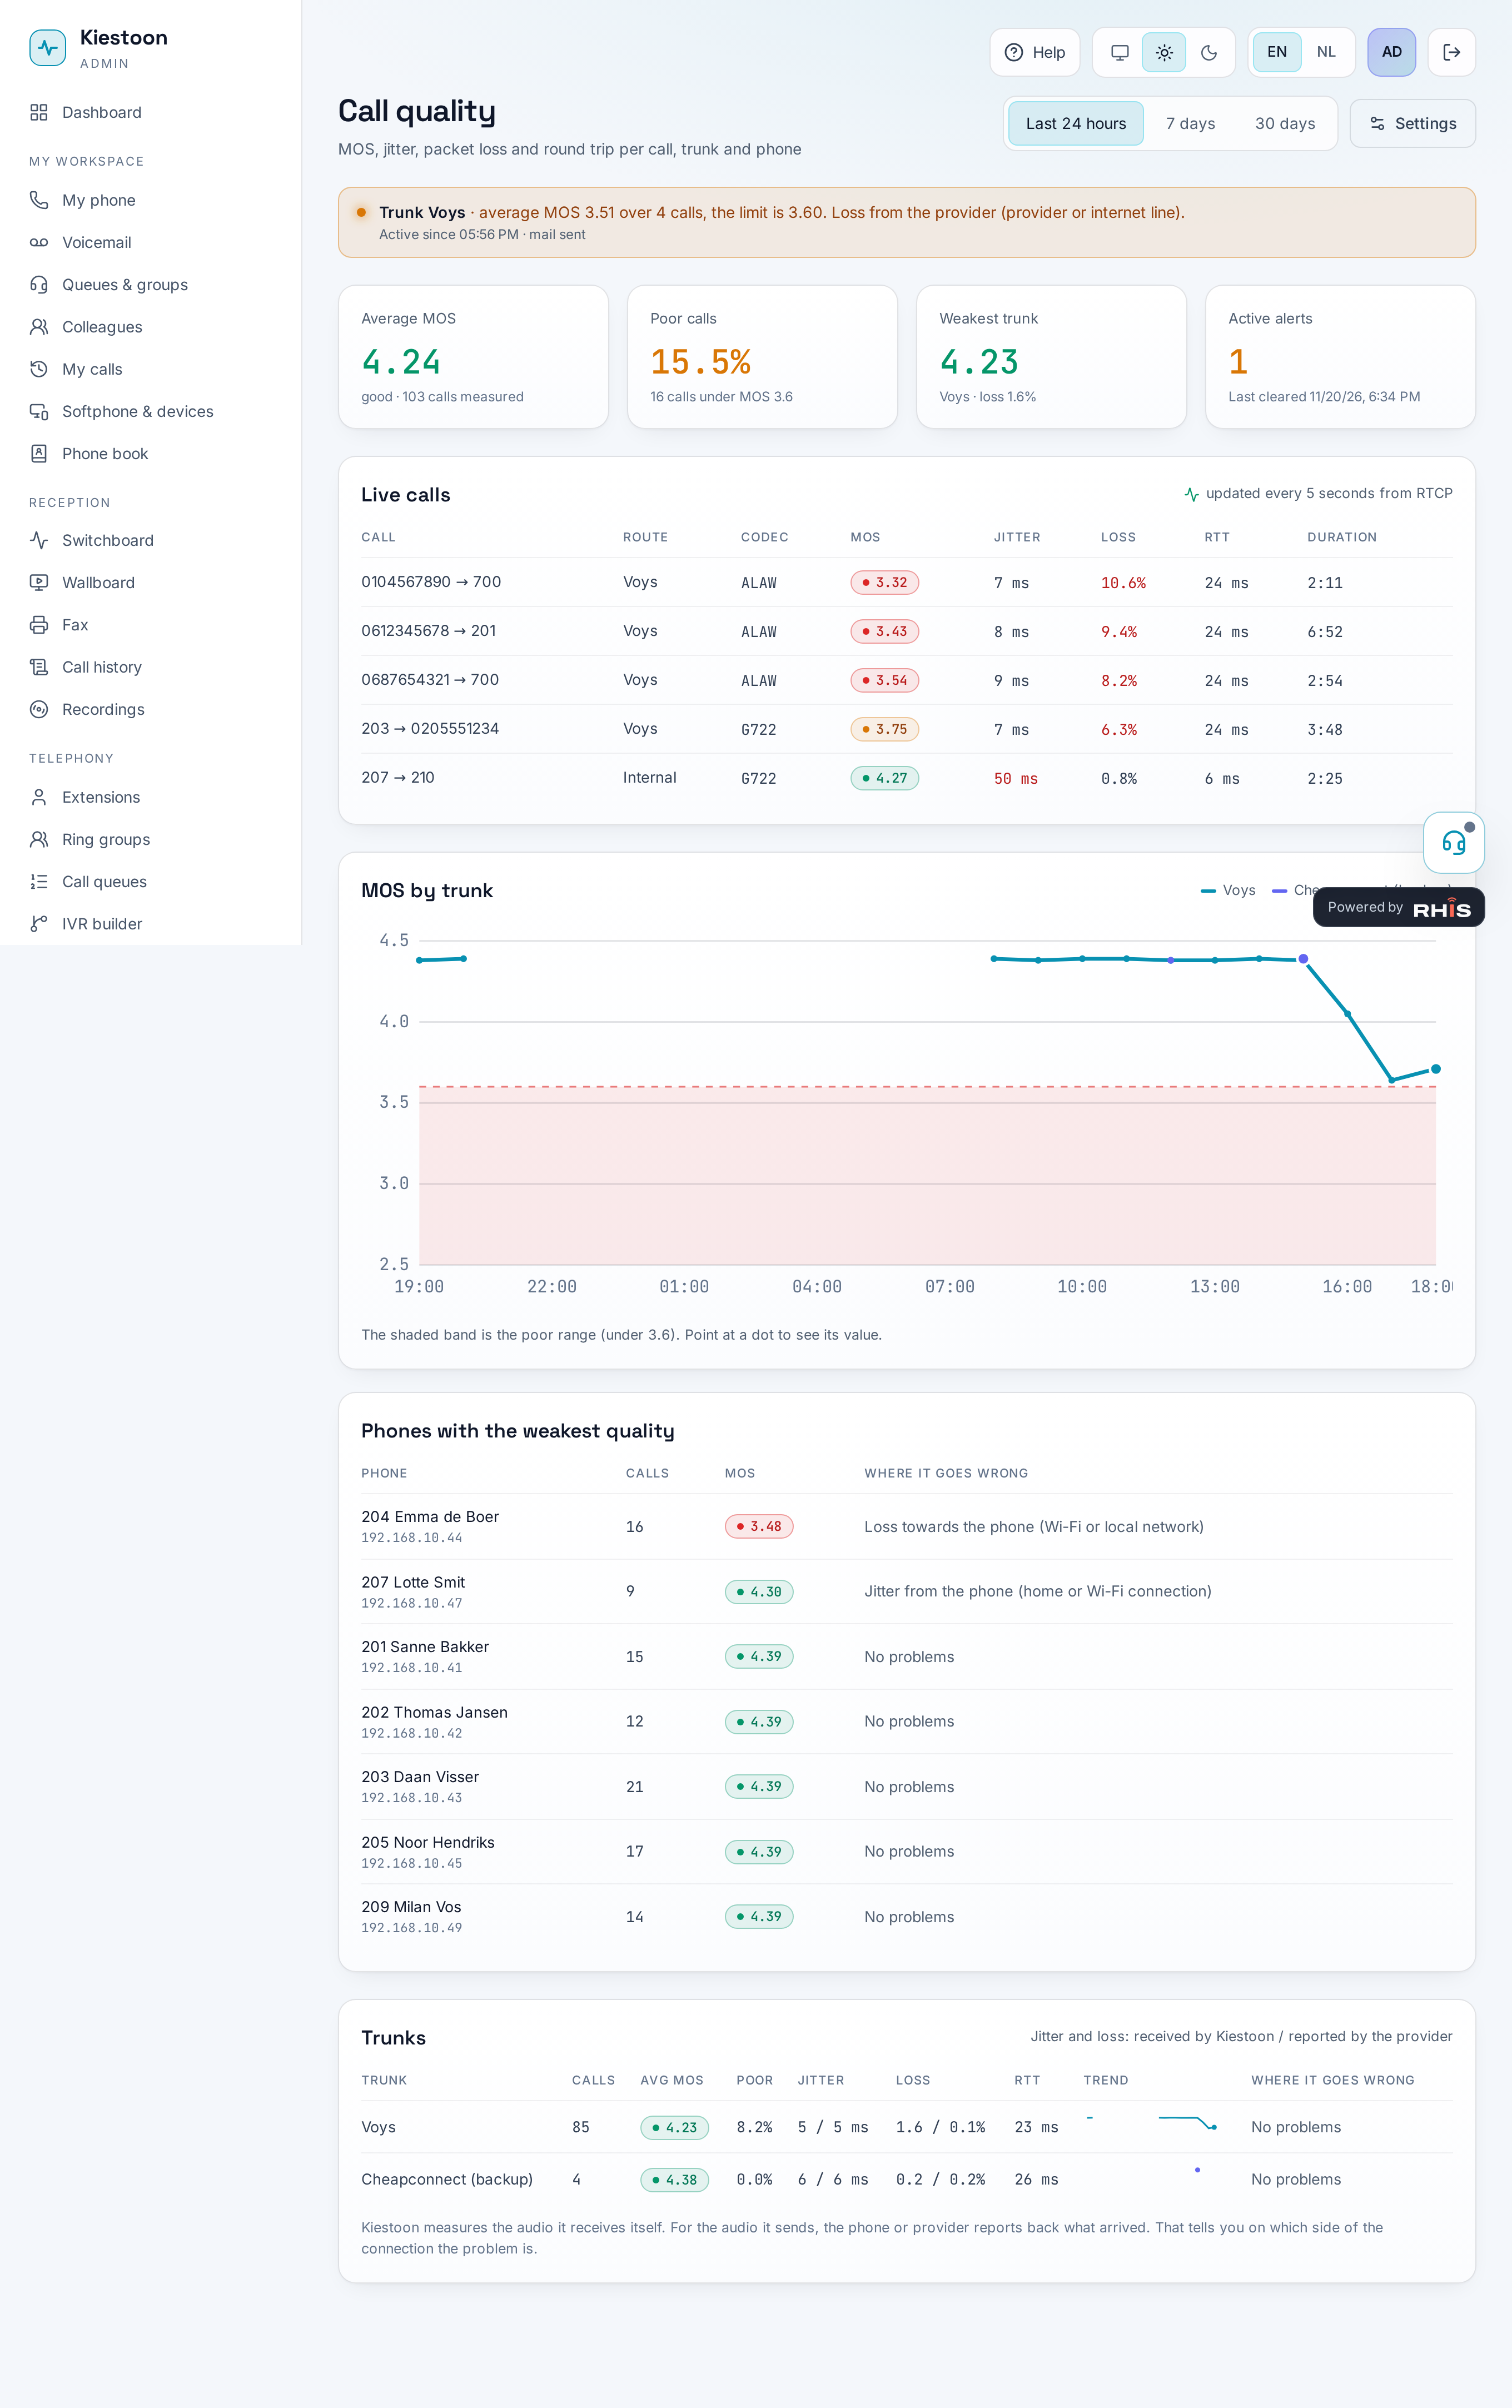 Kiestoon
ADMIN
Dashboard
MY WORKSPACE
My phone
Voicemail
Queues & groups
Colleagues
My calls
Softphone & devices
Phone book
RECEPTION
Switchboard
Wallboard
Fax
Call history
Recordings
TELEPHONY
Extensions
Ring groups
Call queues
IVR builder
Help
EN NL
AD
Call quality
MOS, jitter, packet loss and round trip per call, trunk and phone
Last 24 hours 7 days 30 days
Settings
Trunk Voys · average MOS 3.51 over 4 calls, the limit is 3.60. Loss from the provider (provider or internet line).
Active since 05:56 PM · mail sent
Average MOS
4.24
good · 103 calls measured
Poor calls
15.5%
16 calls under MOS 3.6
Weakest trunk
4.23
Voys · loss 1.6%
Active alerts
1
Last cleared 11/20/26, 6:34 PM
Live calls
updated every 5 seconds from RTCP
CALL ROUTE CODEC MOS JITTER LOSS RTT DURATION
0104567890 → 700 Voys ALAW 3.32 7 ms 10.6% 24 ms 2:11
0612345678 → 201 Voys ALAW 3.43 8 ms 9.4% 24 ms 6:52
0687654321 → 700 Voys ALAW 3.54 9 ms 8.2% 24 ms 2:54
203 → 0205551234 Voys G722 3.75 7 ms 6.3% 24 ms 3:48
207 → 210 Internal G722 4.27 50 ms 0.8% 6 ms 2:25
MOS by trunk
Voys
Powered by RHIS
4.5
4.0
3.5
3.0
2.5
19:00 22:00 01:00 04:00 07:00 10:00 13:00 16:00 18:00
The shaded band is the poor range (under 3.6). Point at a dot to see its value.
Phones with the weakest quality
PHONE CALLS MOS WHERE IT GOES WRONG
204 Emma de Boer
192.168.10.44
16 3.48 Loss towards the phone (Wi-Fi or local network)
207 Lotte Smit
192.168.10.47
9 4.30 Jitter from the phone (home or Wi-Fi connection)
201 Sanne Bakker
192.168.10.41
15 4.39 No problems
202 Thomas Jansen
192.168.10.42
12 4.39 No problems
203 Daan Visser
192.168.10.43
21 4.39 No problems
205 Noor Hendriks
192.168.10.45
17 4.39 No problems
209 Milan Vos
192.168.10.49
14 4.39 No problems
Trunks
Jitter and loss: received by Kiestoon / reported by the provider
TRUNK CALLS AVG MOS POOR JITTER LOSS RTT TREND WHERE IT GOES WRONG
Voys 85 4.23 8.2% 5 / 5 ms 1.6 / 0.1% 23 ms No problems
Cheapconnect (backup) 4 4.38 0.0% 6 / 6 ms 0.2 / 0.2% 26 ms No problems
Kiestoon measures the audio it receives itself. For the audio it sends, the phone or provider reports back what arrived. That tells you on which side of the
connection the problem is.